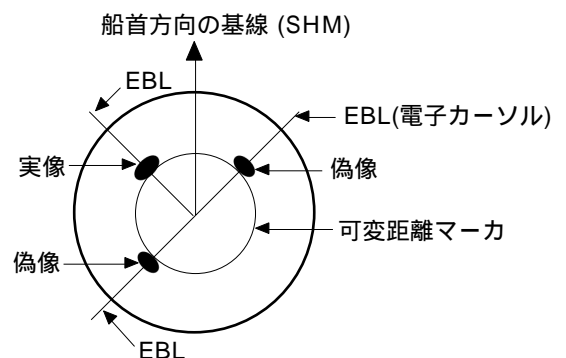 船首方向の基線 (SHM)
EBL
EBL(電子カーソル)
実像
偽像
可変距離マーカ
偽像
EBL